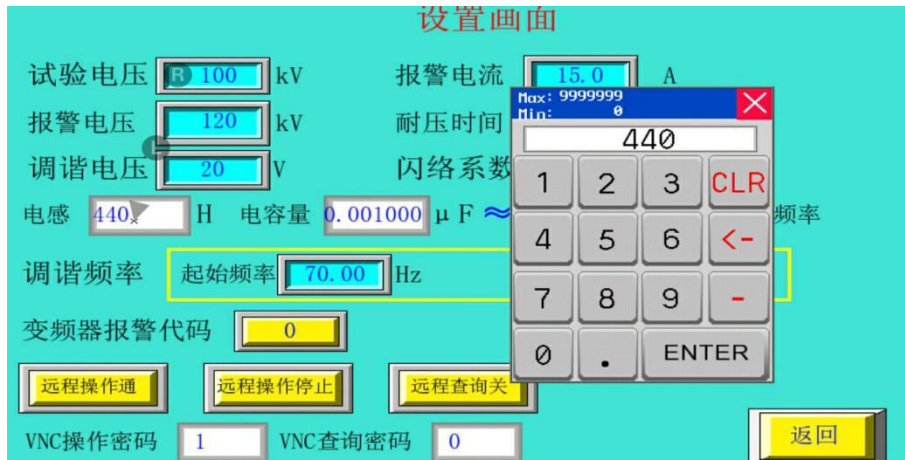 设置画面
试验电压 100 kV 报警电流 15.0 A
报警电压 120 kV 耐压时间
调谐电压 20 V 闪络系数
电感 440 H 电容量 0.001000 μF ≈ 频率
调谐频率 起始频率 70.00 Hz
变频器报警代码 0
远程操作通 远程操作停止 远程查询关
VNC操作密码 1 VNC查询密码 0 返回
Max: 9999999
Min: 0
440
1 2 3 CLR
4 5 6 <-
7 8 9 -
0 . ENTER
R
L